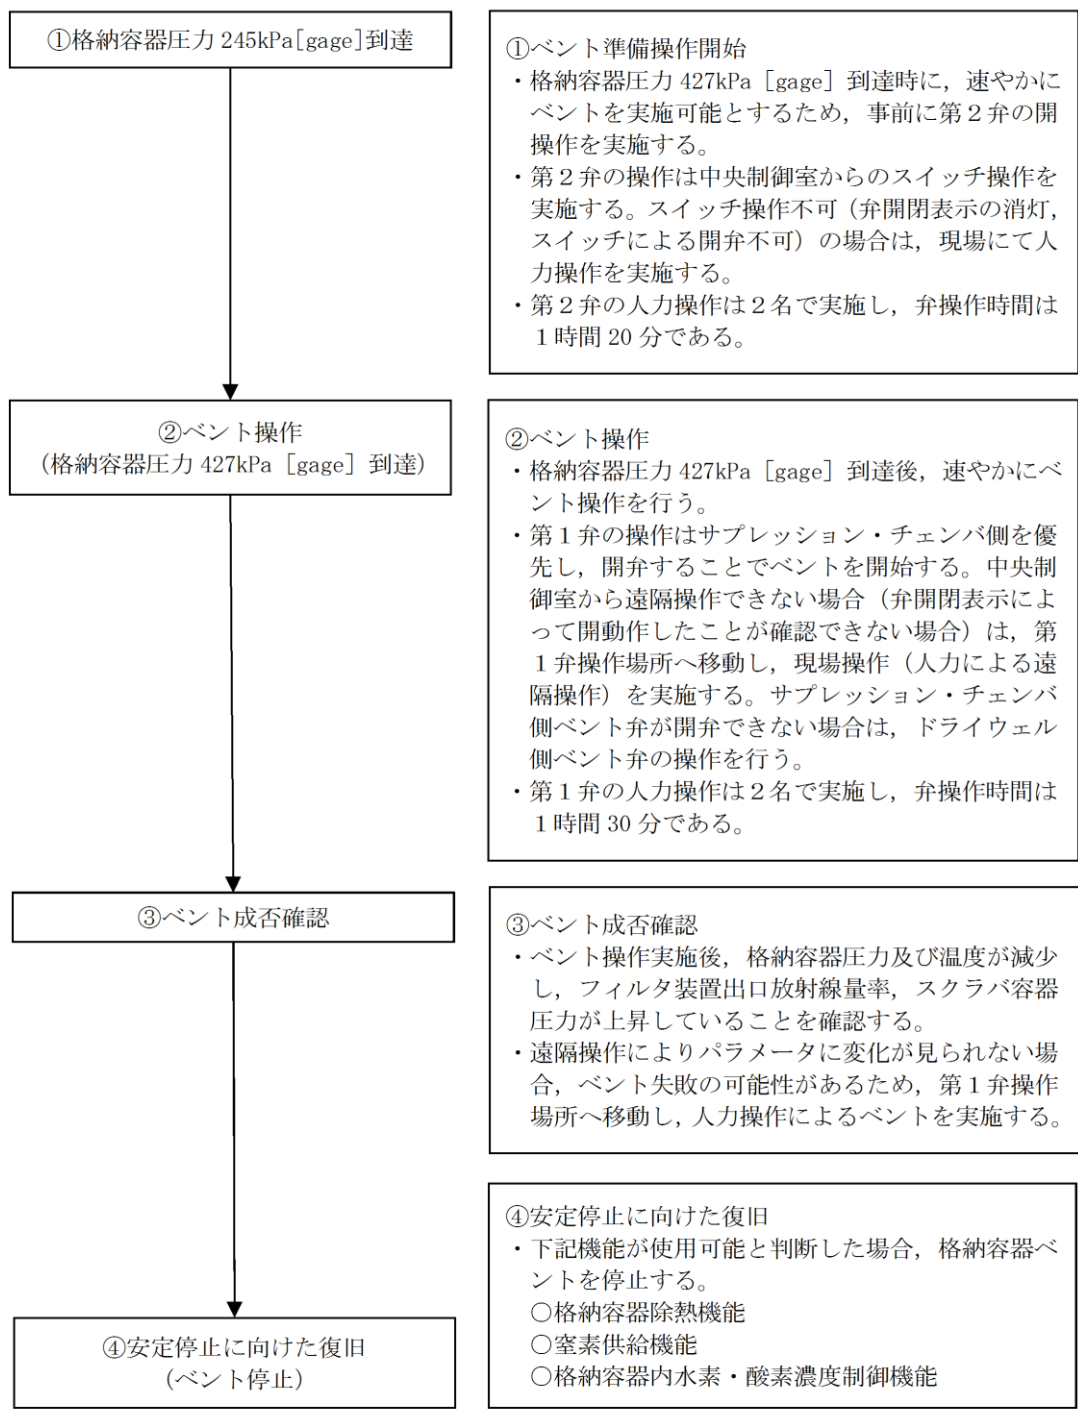 ①格納容器圧力 245kPa[gage]到達
①ベント準備操作開始
・格納容器圧力 427kPa［gage］到達時に，速やかに
ベントを実施可能とするため，事前に第２弁の開
操作を実施する。
・第２弁の操作は中央制御室からのスイッチ操作を
実施する。スイッチ操作不可（弁開閉表示の消灯，
スイッチによる開弁不可）の場合は，現場にて人
力操作を実施する。
・第２弁の人力操作は２名で実施し，弁操作時間は
１時間 20 分である。
②ベント操作
（格納容器圧力 427kPa［gage］到達）
②ベント操作
・格納容器圧力 427kPa［gage］到達後，速やかにベ
ント操作を行う。
・第１弁の操作はサプレッション・チェンバ側を優
先し，開弁することでベントを開始する。中央制
御室から遠隔操作できない場合（弁開閉表示によ
って開動作したことが確認できない場合）は，第
１弁操作場所へ移動し，現場操作（人力による遠
隔操作）を実施する。サプレッション・チェンバ
側ベント弁が開弁できない場合は，ドライウェル
側ベント弁の操作を行う。
・第１弁の人力操作は２名で実施し，弁操作時間は
１時間 30 分である。
③ベント成否確認
③ベント成否確認
・ベント操作実施後，格納容器圧力及び温度が減少
し，フィルタ装置出口放射線量率，スクラバ容器
圧力が上昇していることを確認する。
・遠隔操作によりパラメータに変化が見られない場
合，ベント失敗の可能性があるため，第１弁操作
場所へ移動し，人力操作によるベントを実施する。
④安定停止に向けた復旧
（ベント停止）
④安定停止に向けた復旧
・下記機能が使用可能と判断した場合，格納容器ベ
ントを停止する。
○格納容器除熱機能
○窒素供給機能
○格納容器内水素・酸素濃度制御機能